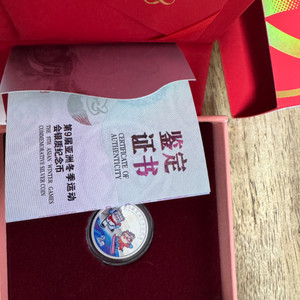 鉴定
证书
CERTIFICATE OF
AUTHENTICITY
第9届亚洲冬季运动
会银质纪念币
THE 9TH ASIAN WINTER GAMES
COMMEMORATIVE SILVER COIN